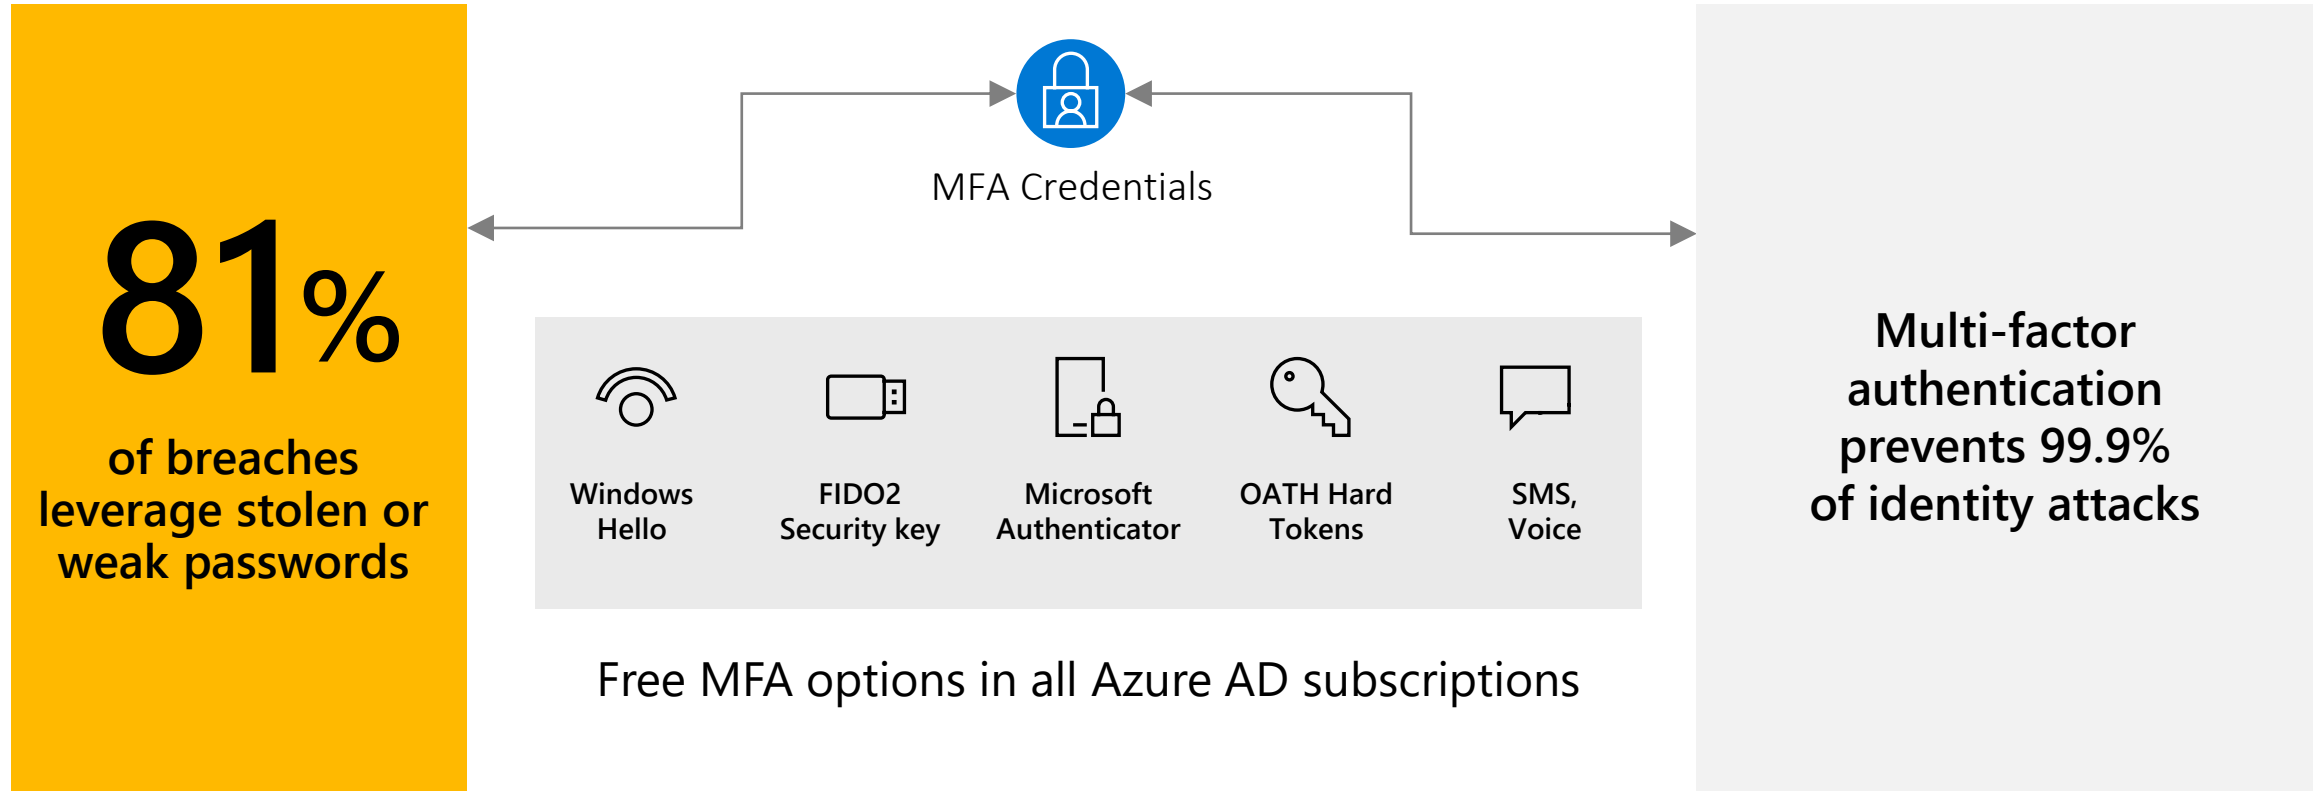 81%
of breaches
leverage stolen or
weak passwords
MFA Credentials
Windows
Hello
FIDO2
Security key
Microsoft
Authenticator
OATH Hard
Tokens
SMS,
Voice
Free MFA options in all Azure AD subscriptions
Multi-factor
authentication
prevents 99.9%
of identity attacks